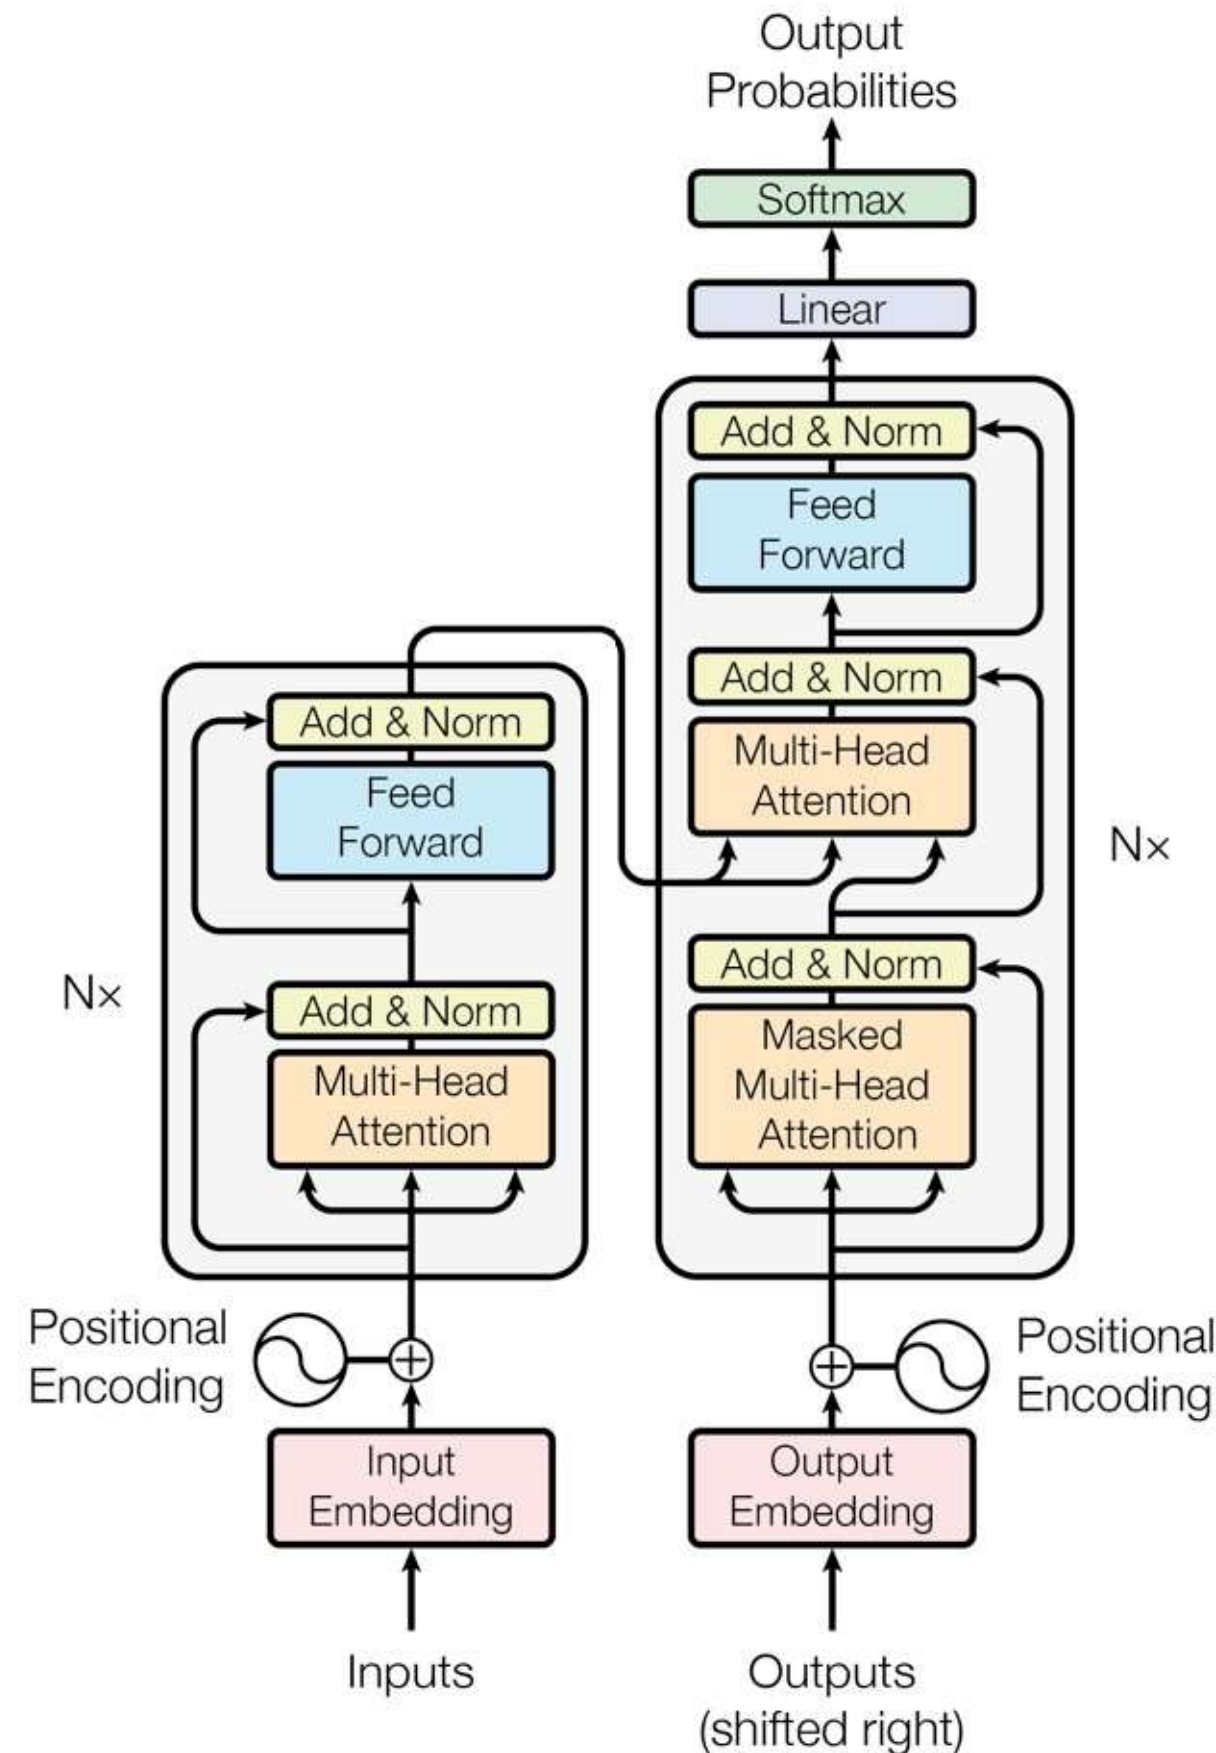 Output
Probabilities
Softmax
Linear
Add & Norm
Feed
Forward
Add & Norm
Multi-Head
Attention
Nx
Add & Norm
Masked
Multi-Head
Attention
Add & Norm
Feed
Forward
Nx
Add & Norm
Multi-Head
Attention
Positional
Encoding
Positional
Encoding
Input
Embedding
Output
Embedding
Inputs
Outputs
(shifted right)